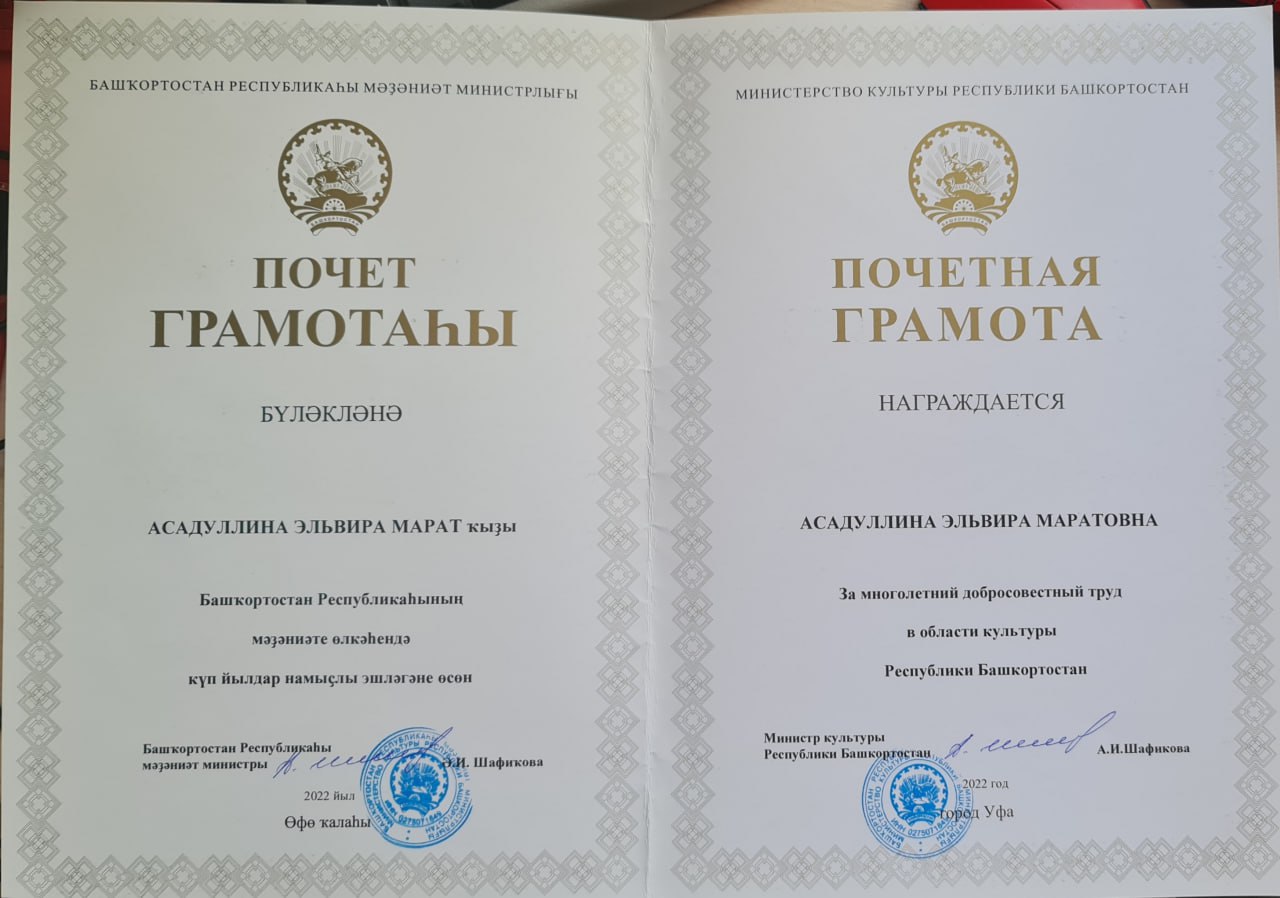 БАШҠОРТОСТАН РЕСПУБЛИКАҺЫ МӘҘӘНИӘТ МИНИСТРЛЫҒЫ
ПОЧЕТ
ГРАМОТАҺЫ
БҮЛӘКЛӘНӘ
АСАДУЛЛИНА ЭЛЬВИРА МАРАТ ҡыҙы
Башҡортостан Республикаһының
мәҙәниәте өлкәһендә
күп йылдар намыҫлы эшләгәне өсөн
Башҡортостан Республикаһы
мәҙәниәт министры
Ә.И. Шафиҡова
2022 йыл
Өфө ҡалаһы
МИНИСТЕРСТВО КУЛЬТУРЫ РЕСПУБЛИКИ БАШКОРТОСТАН
ПОЧЕТНАЯ
ГРАМОТА
НАГРАЖДАЕТСЯ
АСАДУЛЛИНА ЭЛЬВИРА МАРАТОВНА
За многолетний добросовестный труд
в области культуры
Республики Башкортостан
Министр культуры
Республики Башкортостан
А.И.Шафикова
2022 год
город Уфа